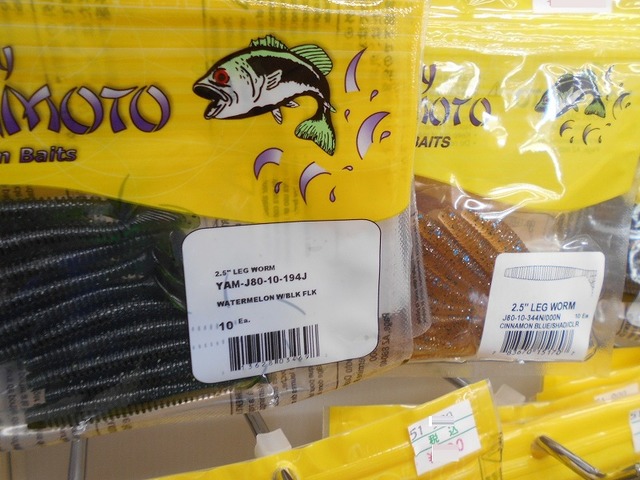 y
AMOTO
m Baits
2.5" LEG WORM
YAM-J80-10-194J
WATERMELON W/BLK FLK
10 Ea.
y
MOTO
BAITS
2.5" LEG WORM
J80-10-344N/000N 10 Ea.
CINNAMON BLUE/SHAD/CLR
税込